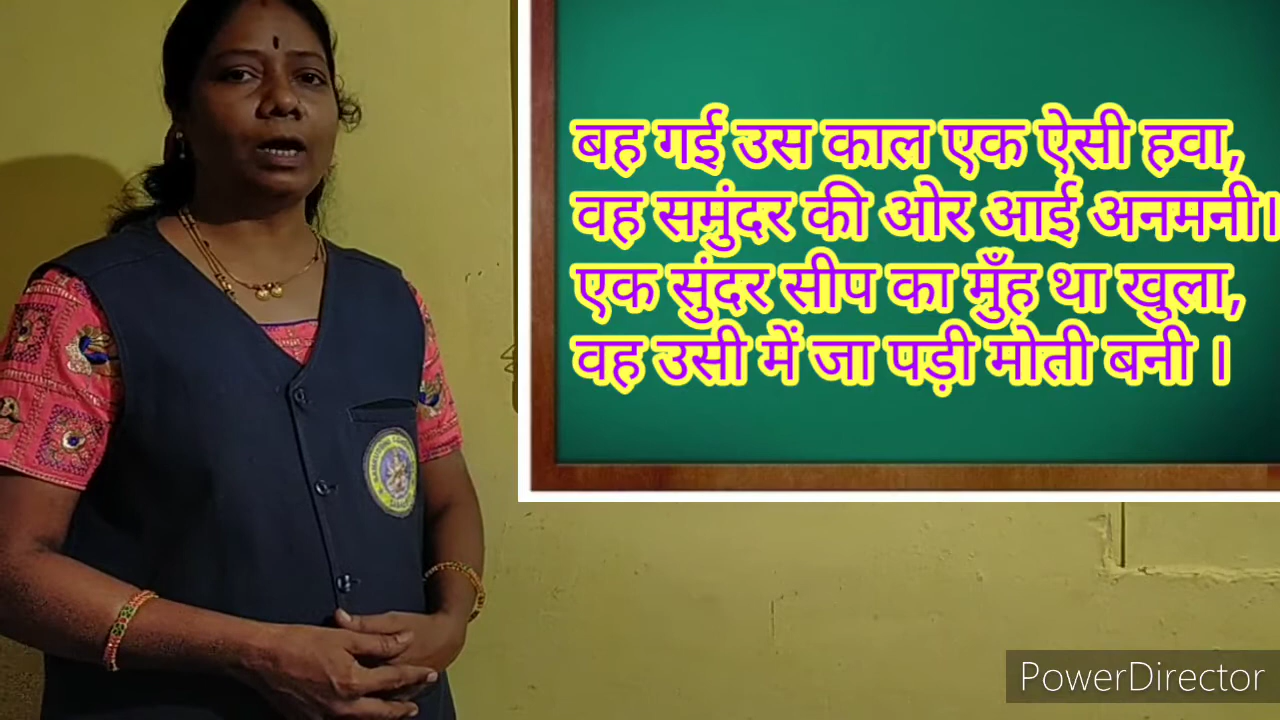 बह गई उस काल एक ऐसी हवा,
वह समुंदर की ओर आई अनमनी।
एक सुंदर सीप का मुँह था खुला,
वह उसी में जा पड़ी मोती बनी ।
PowerDirector